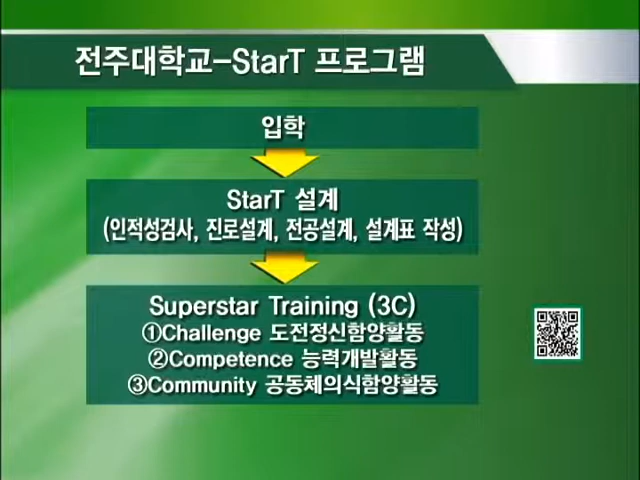 전주대학교-StarT 프로그램
입학
StarT 설계
(인적성검사, 진로설계, 전공설계, 설계표 작성)
Superstar Training (3C)
①Challenge 도전정신함양활동
②Competence 능력개발활동
③Community 공동체의식함양활동